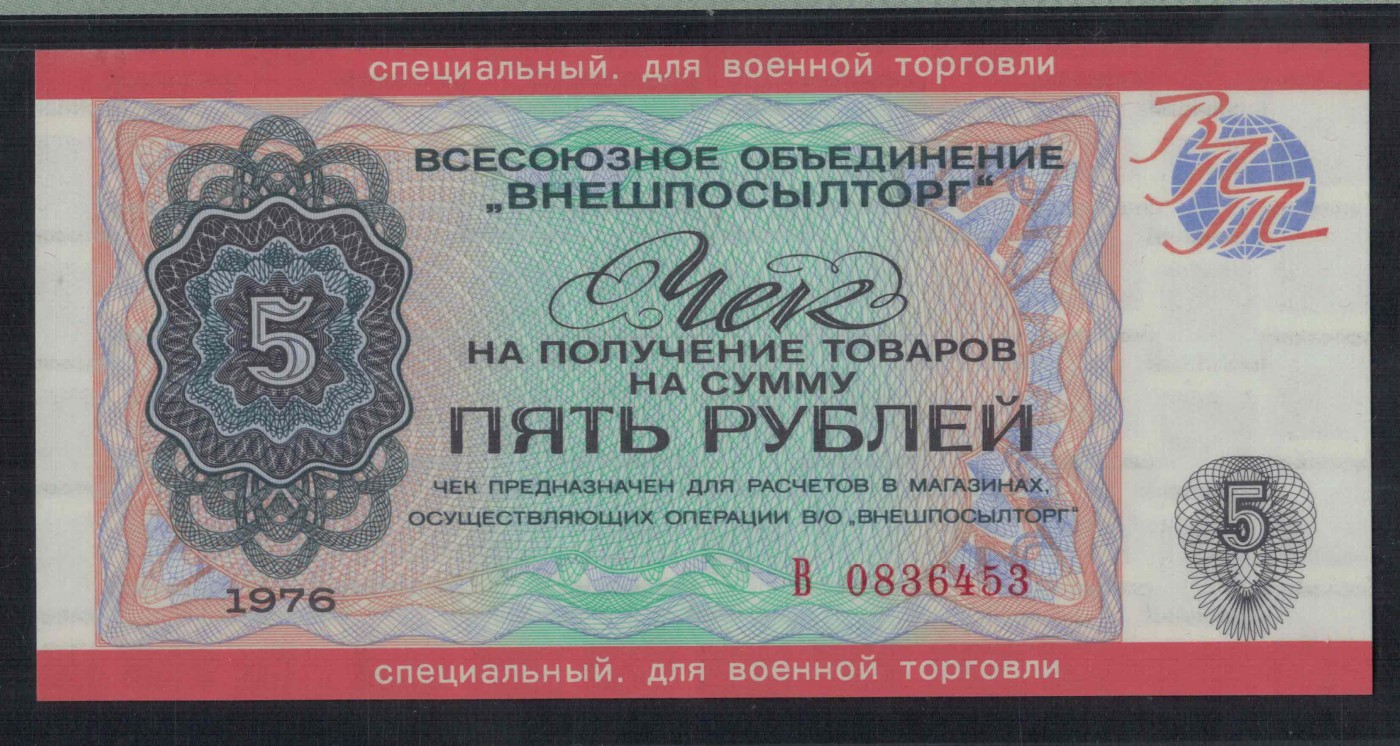 специальный. для военной торговли
ВСЕСОЮЗНОЕ ОБЪЕДИНЕНИЕ
„ВНЕШПОСЫЛТОРГ“
ВПТ
Чек
НА ПОЛУЧЕНИЕ ТОВАРОВ
НА СУММУ
ПЯТЬ РУБЛЕЙ
5
ЧЕК ПРЕДНАЗНАЧЕН ДЛЯ РАСЧЕТОВ В МАГАЗИНАХ,
ОСУЩЕСТВЛЯЮЩИХ ОПЕРАЦИИ В/О „ВНЕШПОСЫЛТОРГ“
5
1976
В 0836453
специальный. для военной торговли